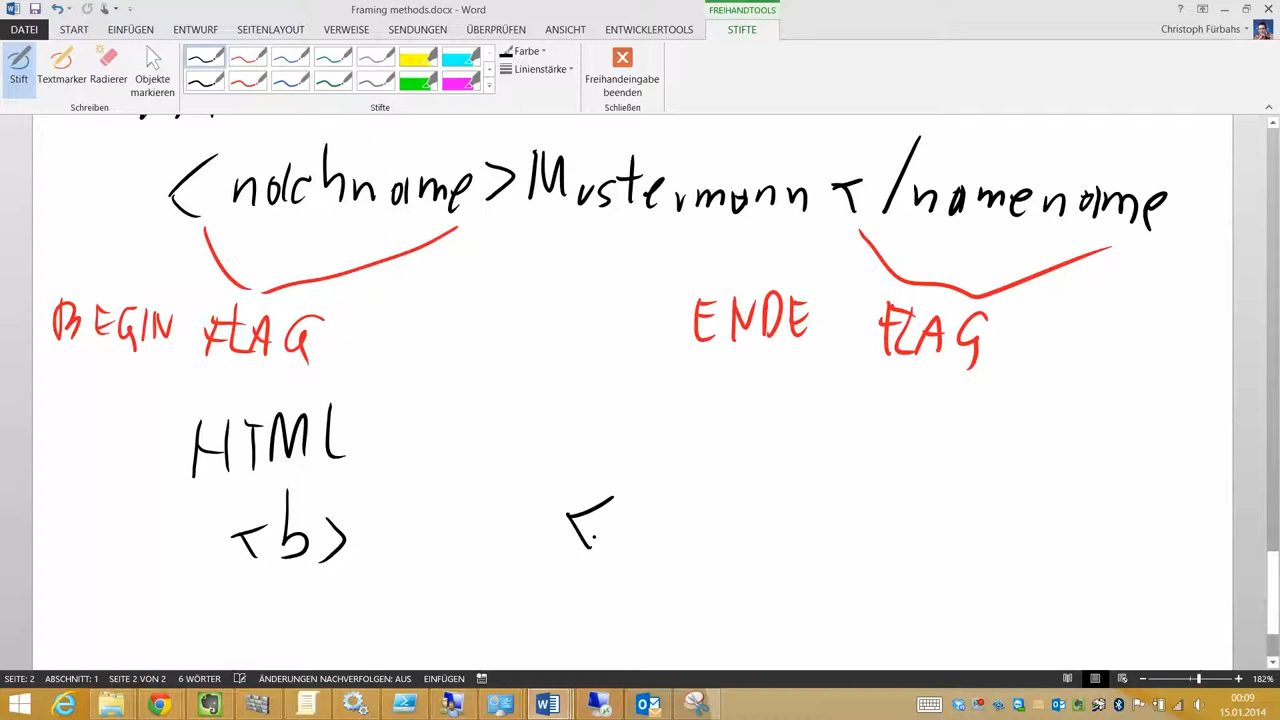 Framing methods.docx - Word
FREIHANDTOOLS
DATEI START EINFÜGEN ENTWURF SEITENLAYOUT VERWEISE SENDUNGEN ÜBERPRÜFEN ANSICHT ENTWICKLERTOOLS STIFTE Christoph Fürbahs
Stift Textmarker Radierer Objekte markieren
Farbe
Linienstärke
Freihandeingabe beenden
Schreiben Stifte Schließen
<nachname>Mustermann </namename
BEGIN FLAG ENDE FLAG
HTML
<b> <
SEITE: 2 ABSCHNITT: 1 SEITE 2 VON 2 6 WÖRTER ÄNDERUNGEN NACHVERFOLGEN: AUS EINFÜGEN 182%
00:09
15.01.2014